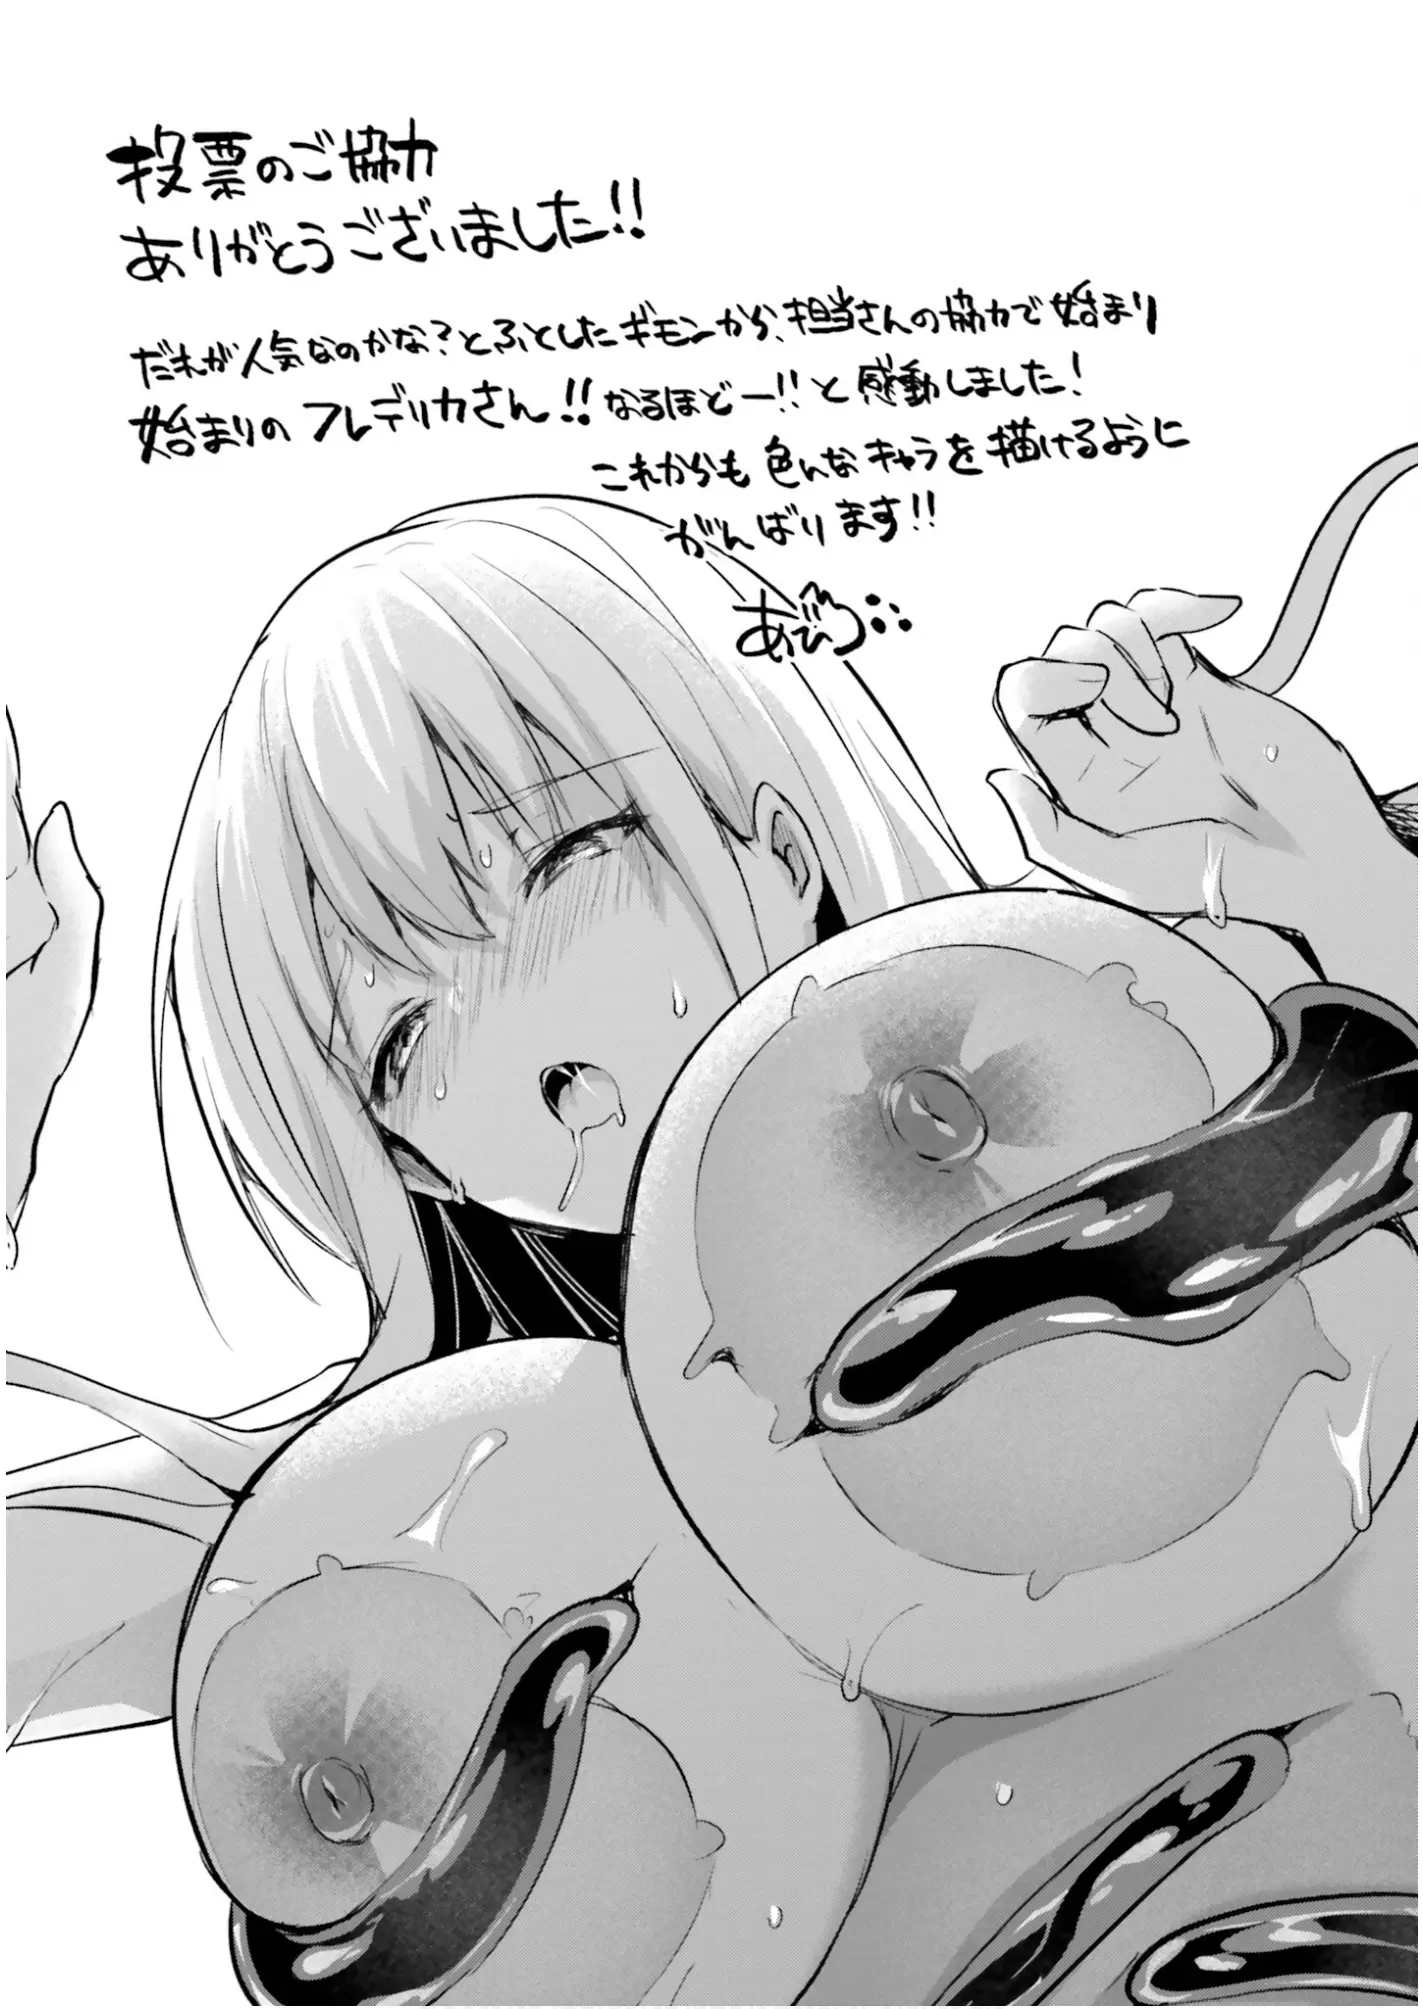 投票のご協力
ありがとうございました!!
だれが人気なのかな?とふとしたギモンから、担当さんの協力で始まり
始まりのフレデリカさん!!なるほどー!!と感動しました!
これからも色んなキャラを描けるように
がんばります!!
あでひろ